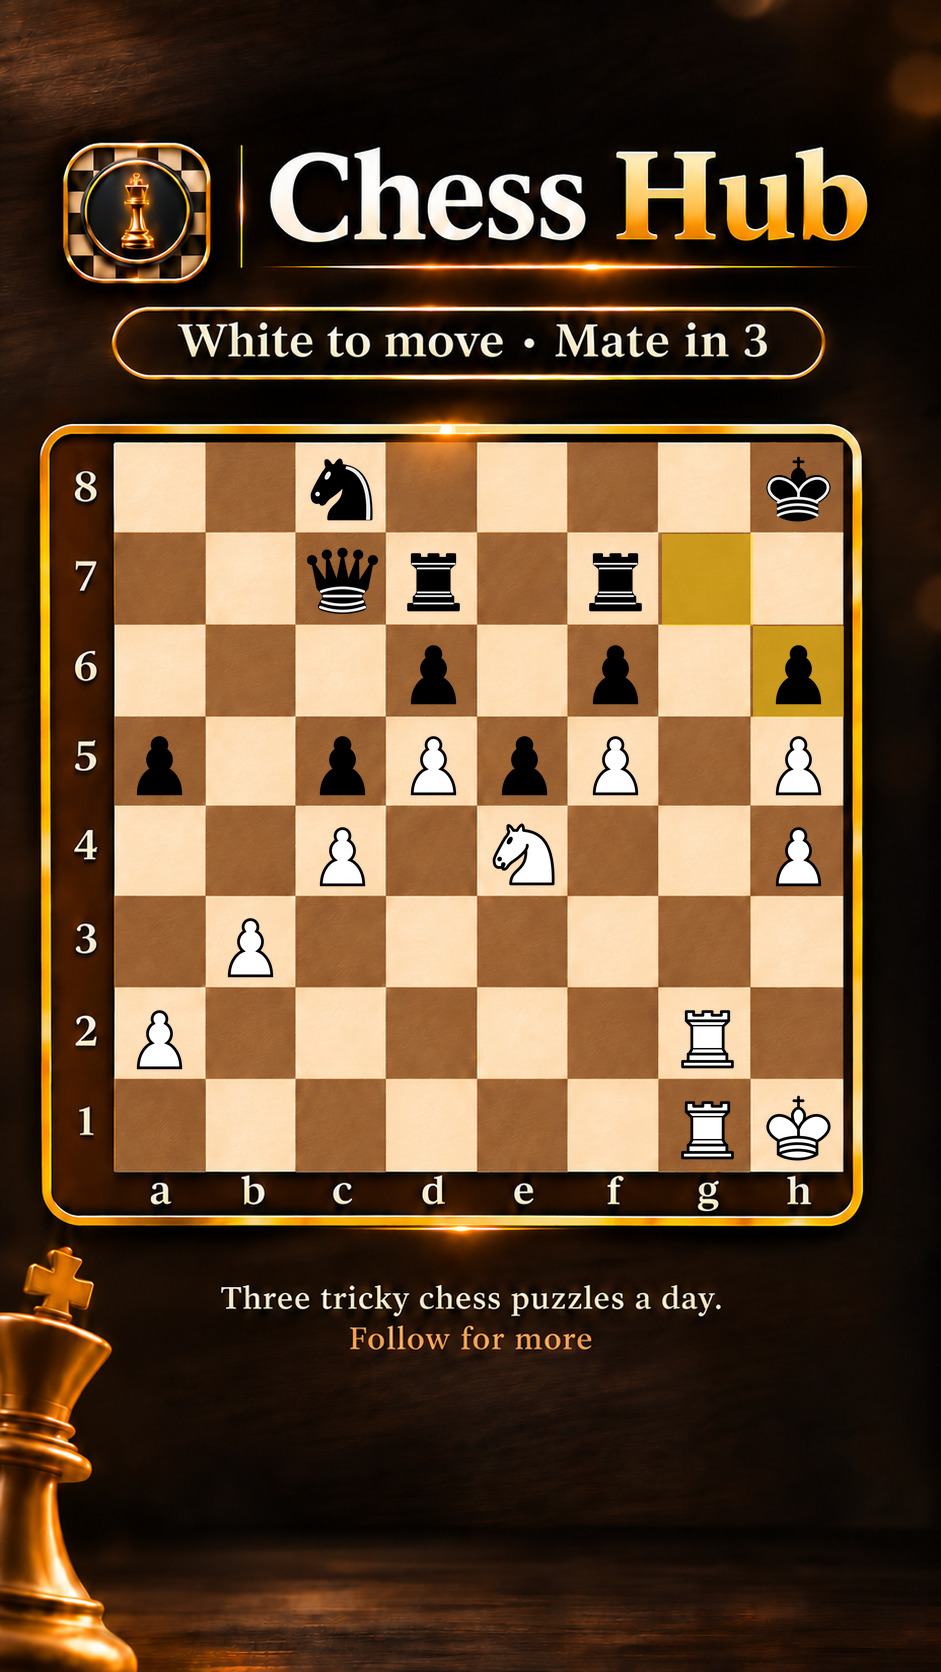 Chess Hub
White to move • Mate in 3
8
7
6
5
4
3
2
1
a b c d e f g h
Three tricky chess puzzles a day.
Follow for more